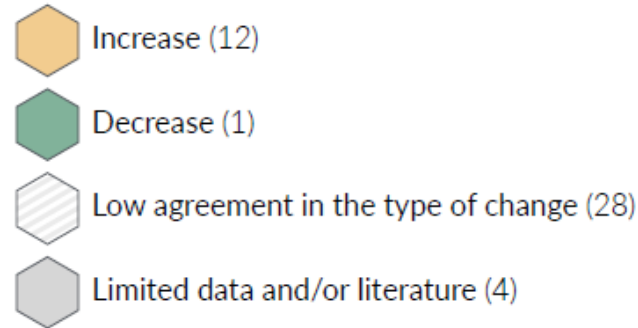 Increase (12)
Decrease (1)
Low agreement in the type of change (28)
Limited data and/or literature (4)